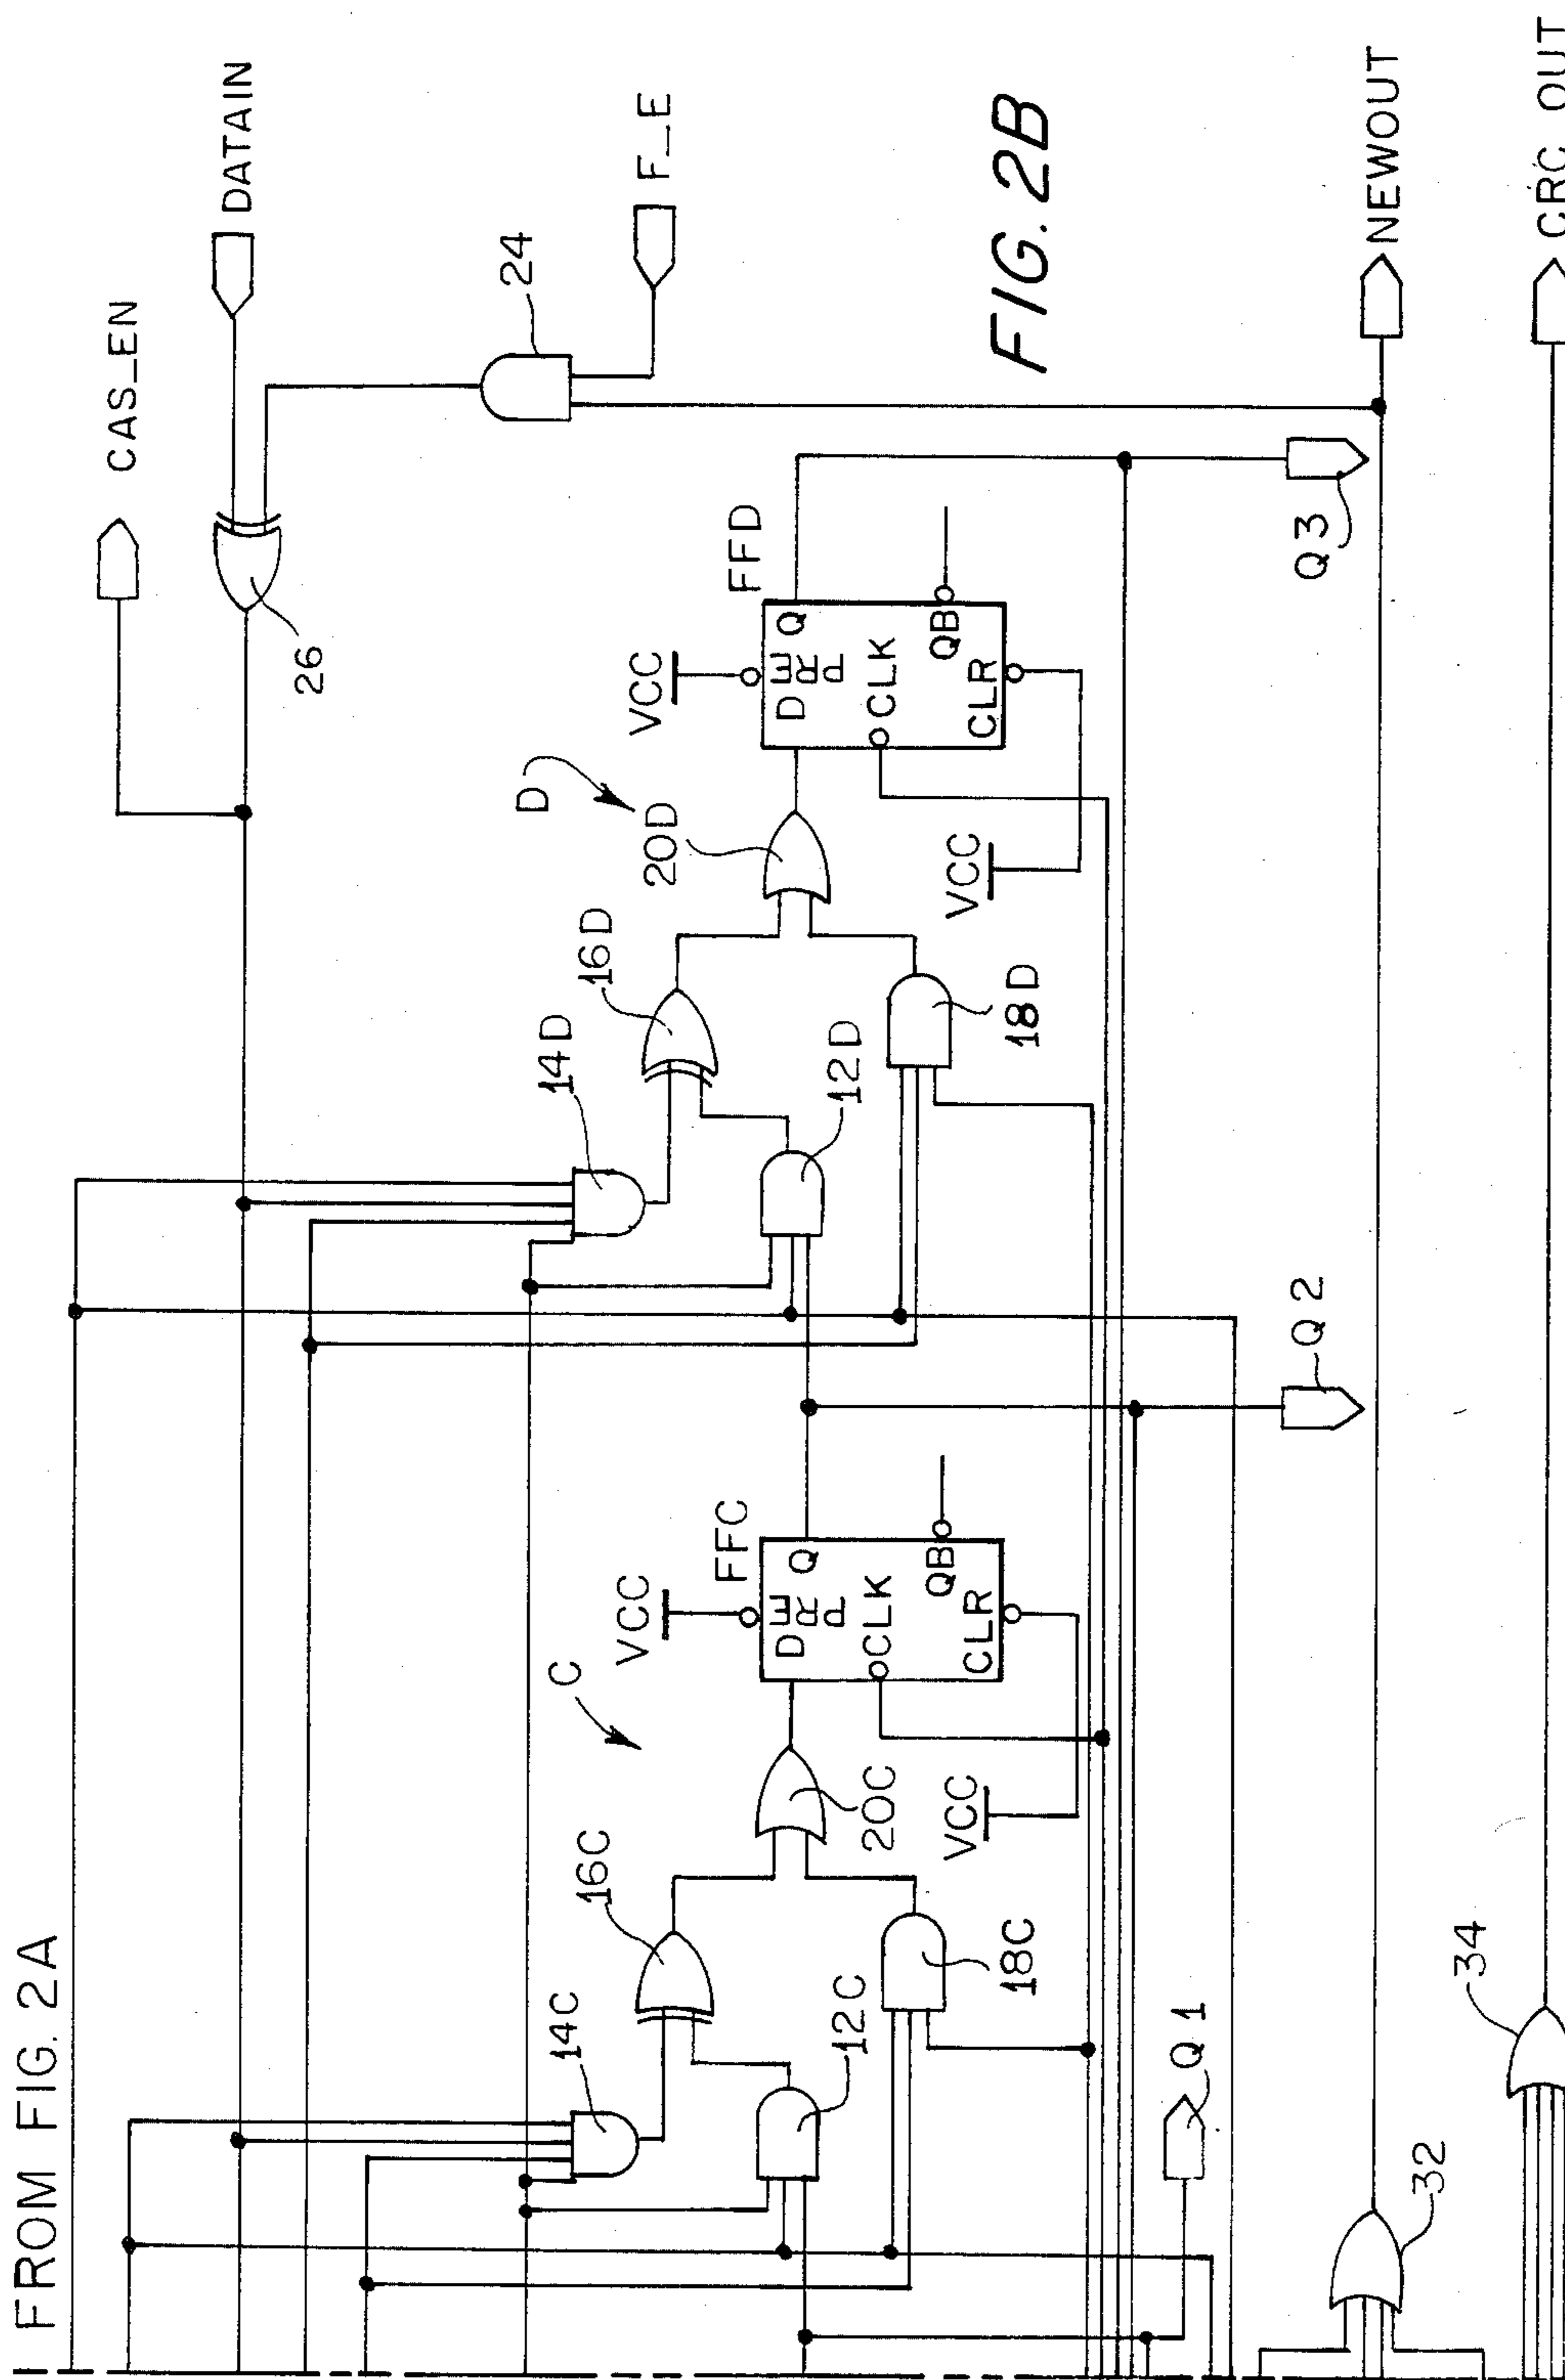 FROM FIG. 2A
CAS_EN
DATAIN
F_E
24
26
FIG. 2B
14C
16C
12C
18C
20C
C
VCC
FFC
D
PRE
Q
CLK
QB
CLR
VCC
14D
16D
12D
18D
20D
D
VCC
FFD
D
PRE
Q
CLK
QB
CLR
VCC
Q1
Q2
Q3
32
NEWOUT
34
CRC OUT